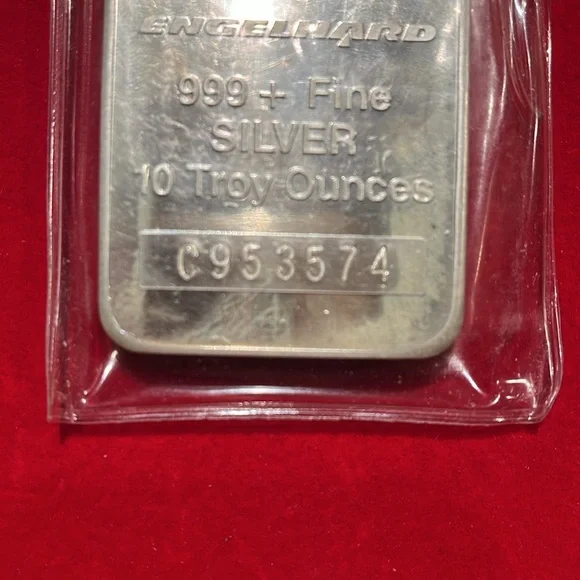 ENGELHARD
999+ Fine
SILVER
10 Troy Ounces
C953574